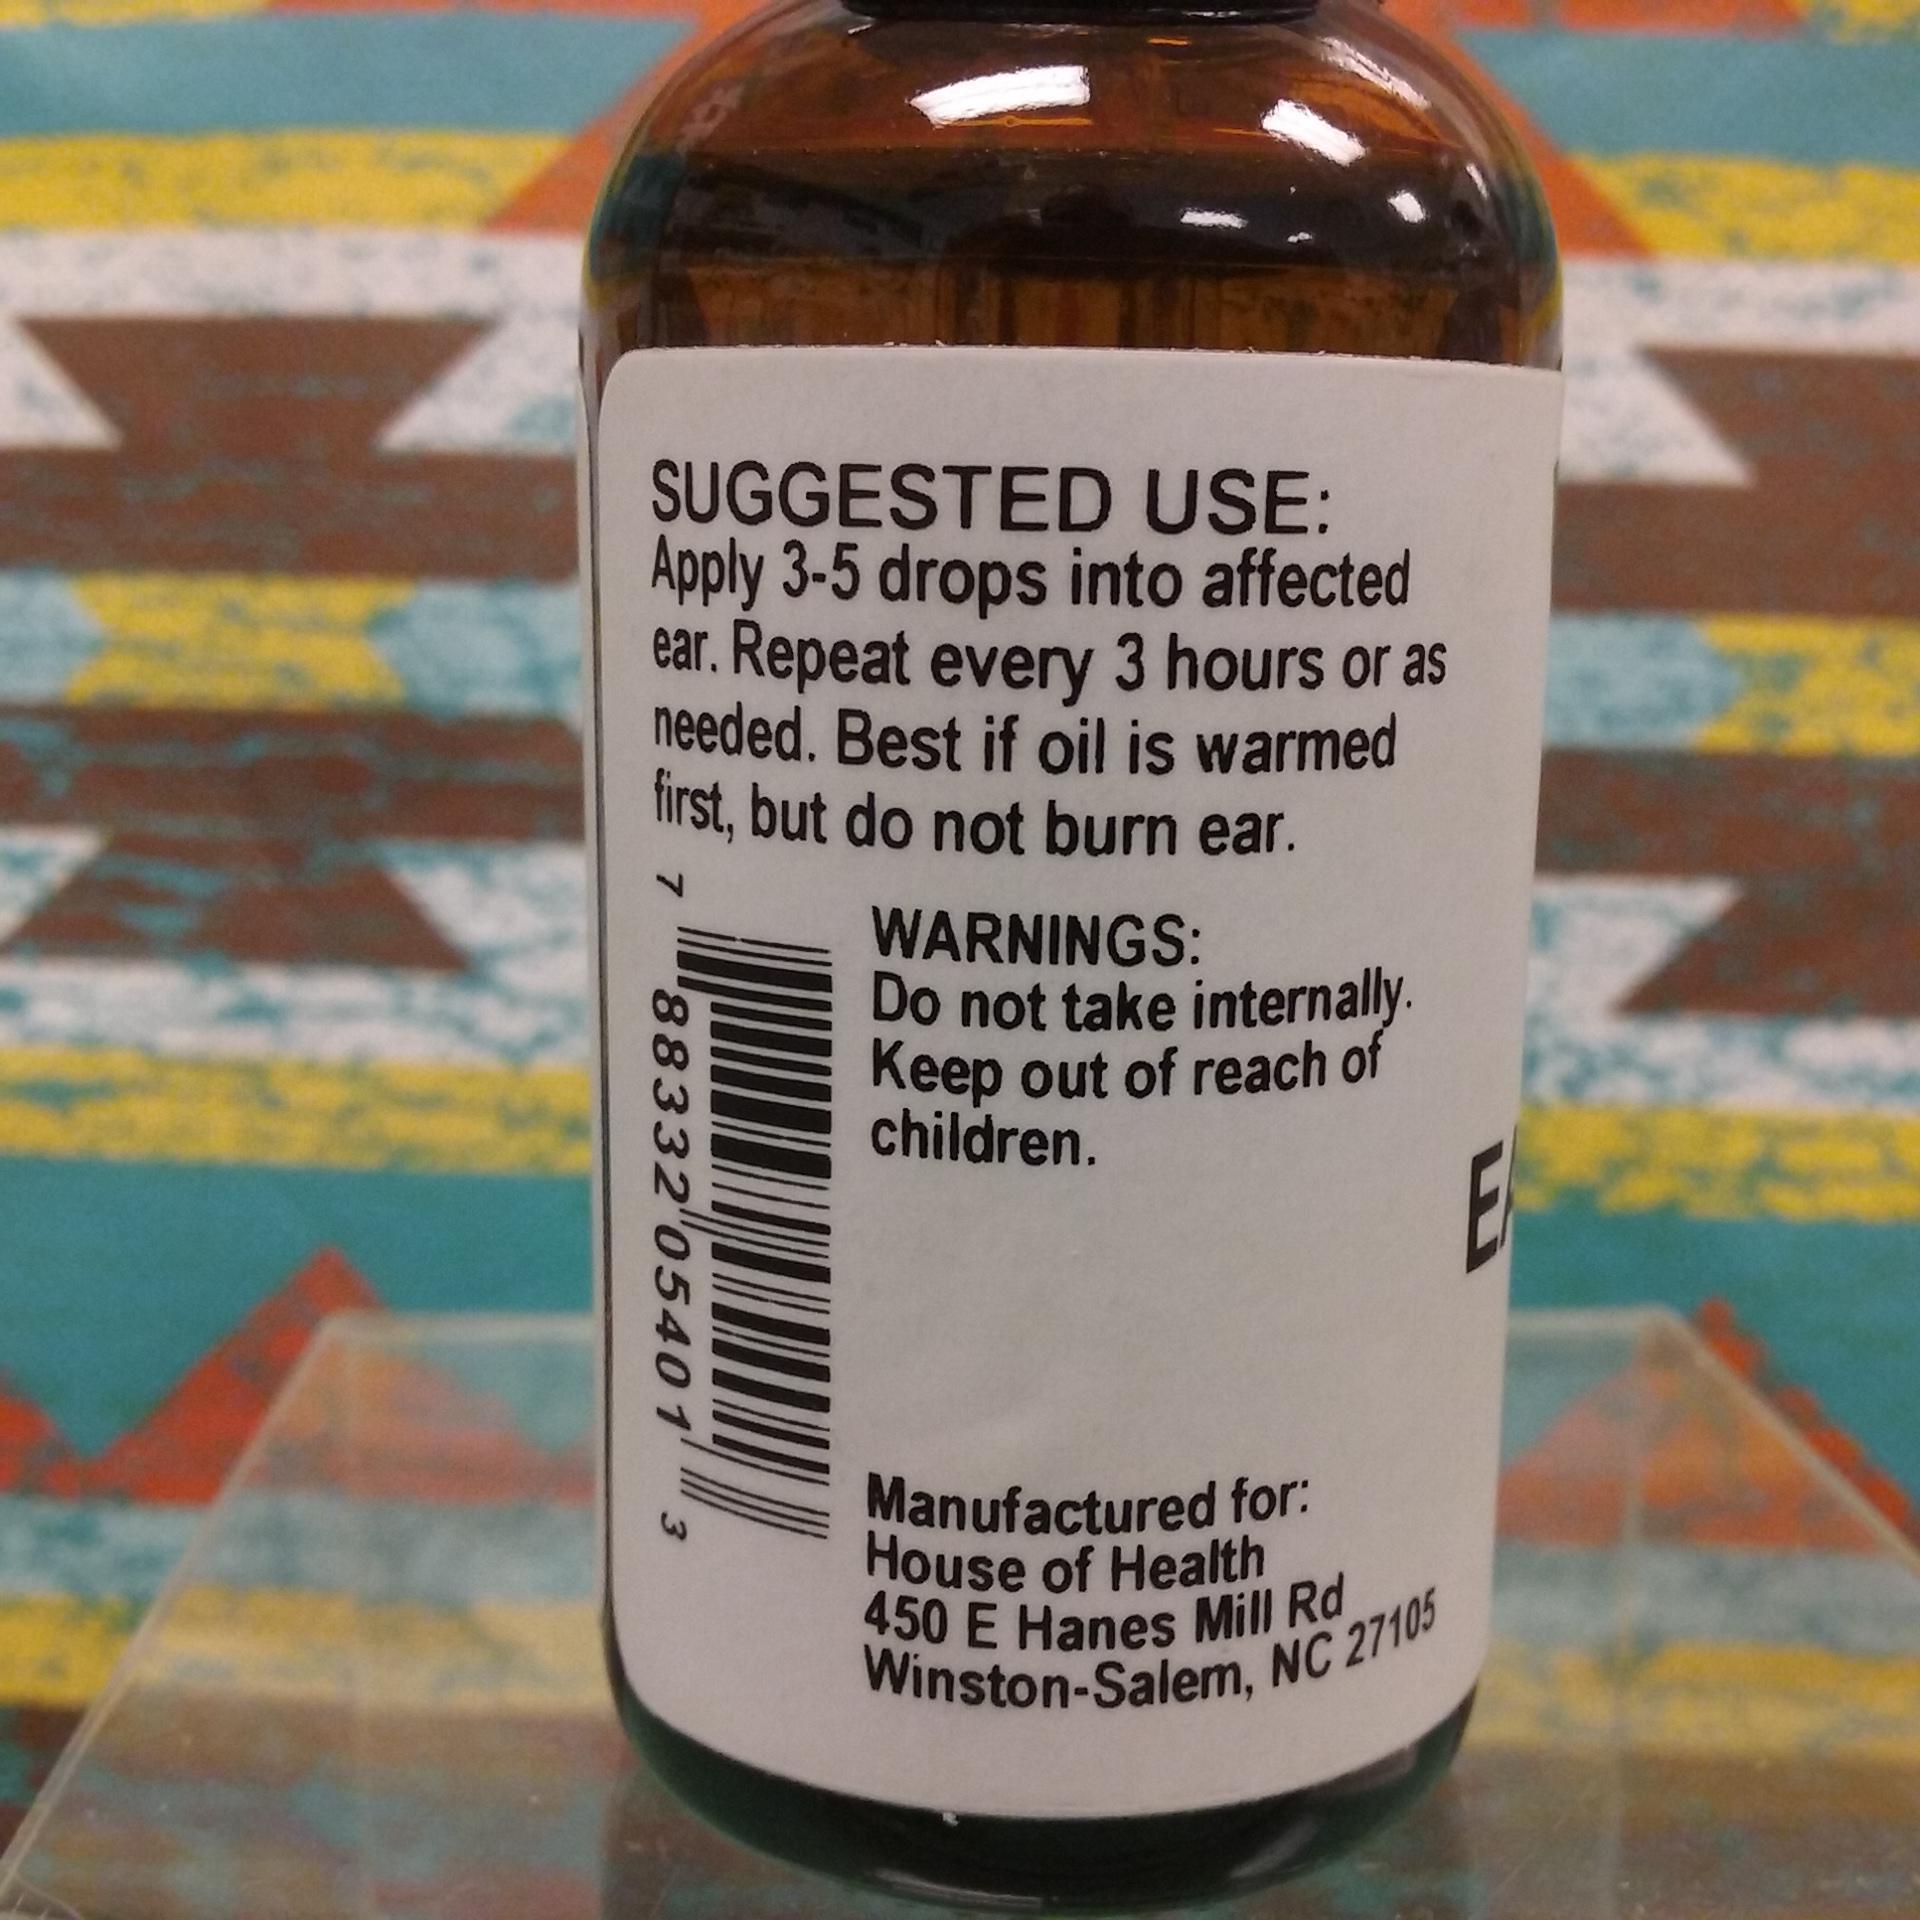 SUGGESTED USE:
Apply 3-5 drops into affected
ear. Repeat every 3 hours or as
needed. Best if oil is warmed
first, but do not burn ear.
7 88332 05401 3
WARNINGS:
Do not take internally.
Keep out of reach of
children.
Manufactured for:
House of Health
450 E Hanes Mill Rd
Winston-Salem, NC 27105